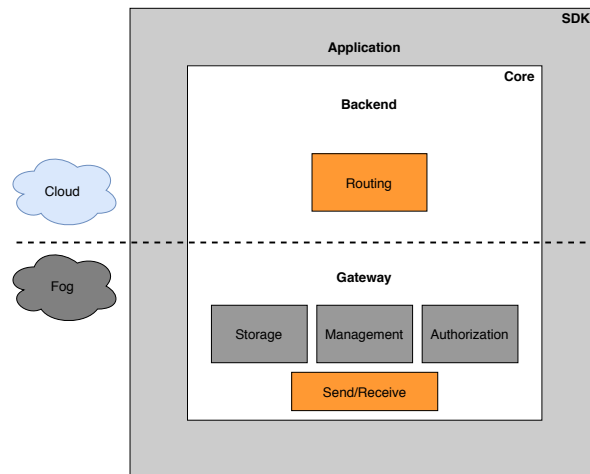 SDK
Application
Core
Backend
Routing
Cloud
Fog
Gateway
Storage
Management
Authorization
Send/Receive